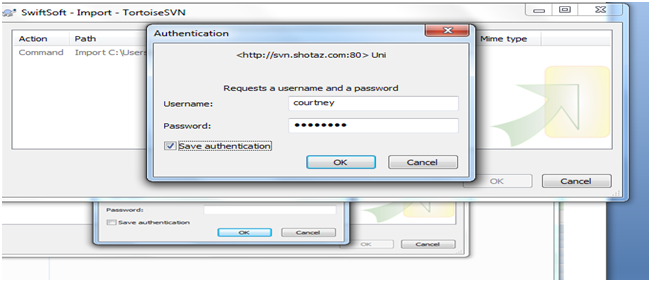 SwiftSoft - Import - TortoiseSVN
Action Path Mime type
Command Import C:\Users
Authentication
<http://svn.shotaz.com:80> Uni
Requests a username and a password
Username: courtney
Password: ••••••••
Save authentication
OK Cancel
OK Cancel
Password:
Save authentication
OK Cancel
OK Cancel